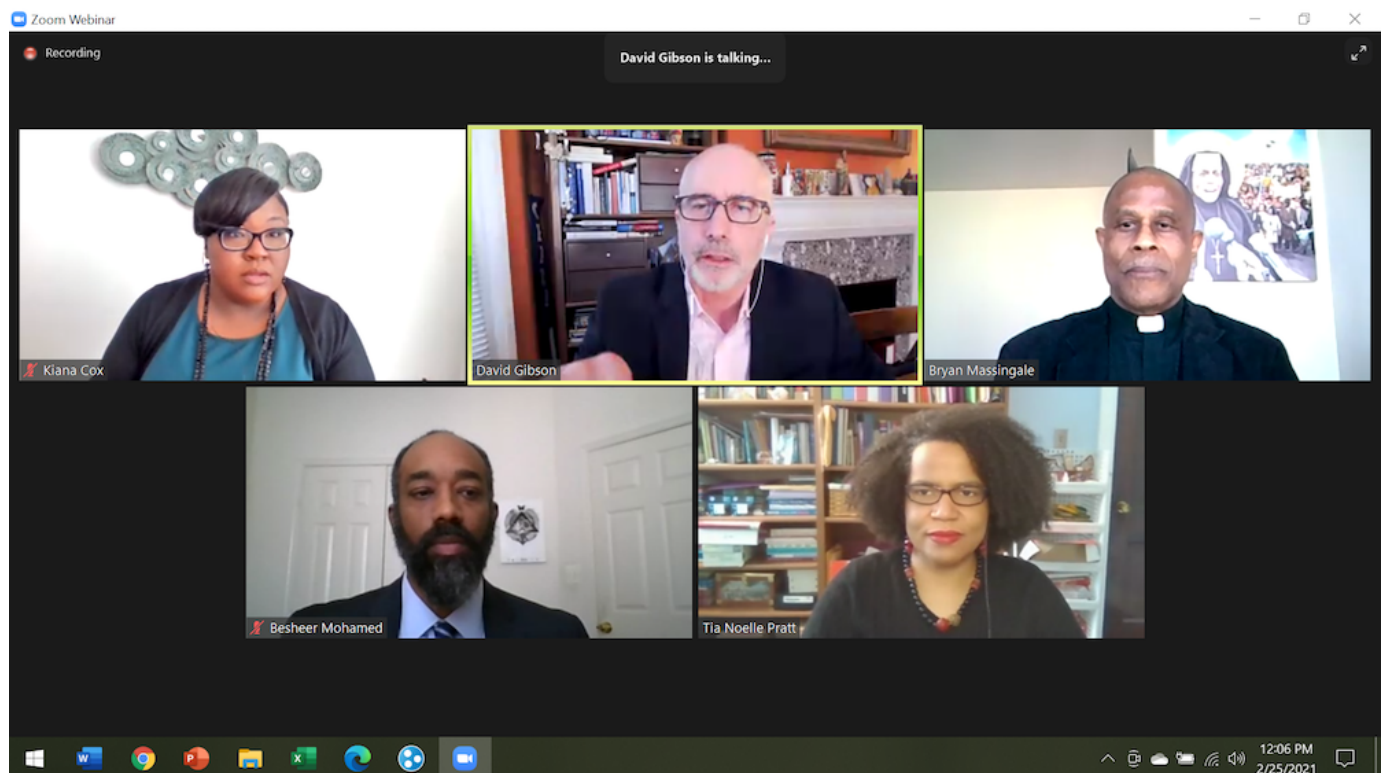 Zoom Webinar
Recording
David Gibson is talking...
Kiana Cox
David Gibson
Bryan Massingale
Besheer Mohamed
Tia Noelle Pratt
12:06 PM
2/25/2021